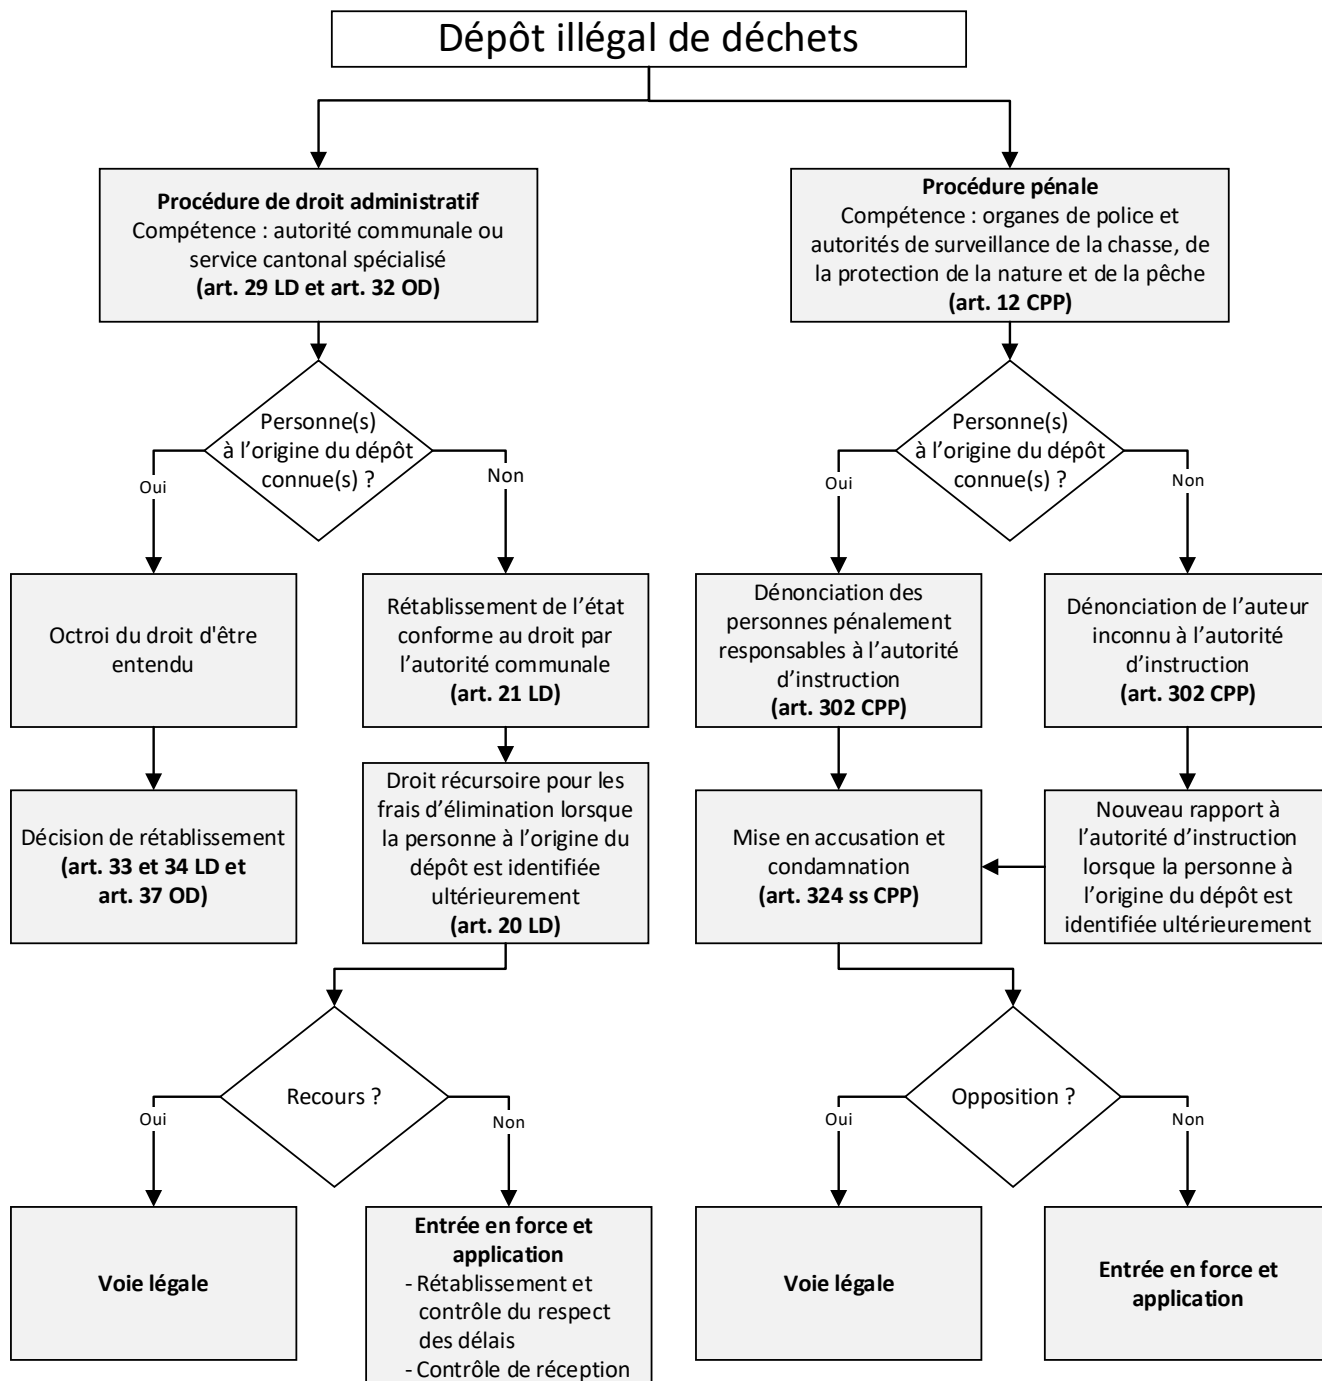 Dépôt illégal de déchets
Procédure de droit administratif
Compétence : autorité communale ou
service cantonal spécialisé
(art. 29 LD et art. 32 OD)
Procédure pénale
Compétence : organes de police et
autorités de surveillance de la chasse, de
la protection de la nature et de la pêche
(art. 12 CPP)
Personne(s)
à l’origine du dépôt
connue(s) ?
Oui
Non
Personne(s)
à l’origine du dépôt
connue(s) ?
Oui
Non
Octroi du droit d'être
entendu
Rétablissement de l’état
conforme au droit par
l’autorité communale
(art. 21 LD)
Dénonciation des
personnes pénalement
responsables à l’autorité
d’instruction
(art. 302 CPP)
Dénonciation de l’auteur
inconnu à l’autorité
d’instruction
(art. 302 CPP)
Décision de rétablissement
(art. 33 et 34 LD et
art. 37 OD)
Droit récursoire pour les
frais d’élimination lorsque
la personne à l’origine du
dépôt est identifiée
ultérieurement
(art. 20 LD)
Mise en accusation et
condamnation
(art. 324 ss CPP)
Nouveau rapport à
l’autorité d’instruction
lorsque la personne à
l’origine du dépôt est
identifiée ultérieurement
Recours ?
Oui
Non
Opposition ?
Oui
Non
Voie légale
Entrée en force et
application
- Rétablissement et
contrôle du respect
des délais
- Contrôle de réception
Voie légale
Entrée en force et
application